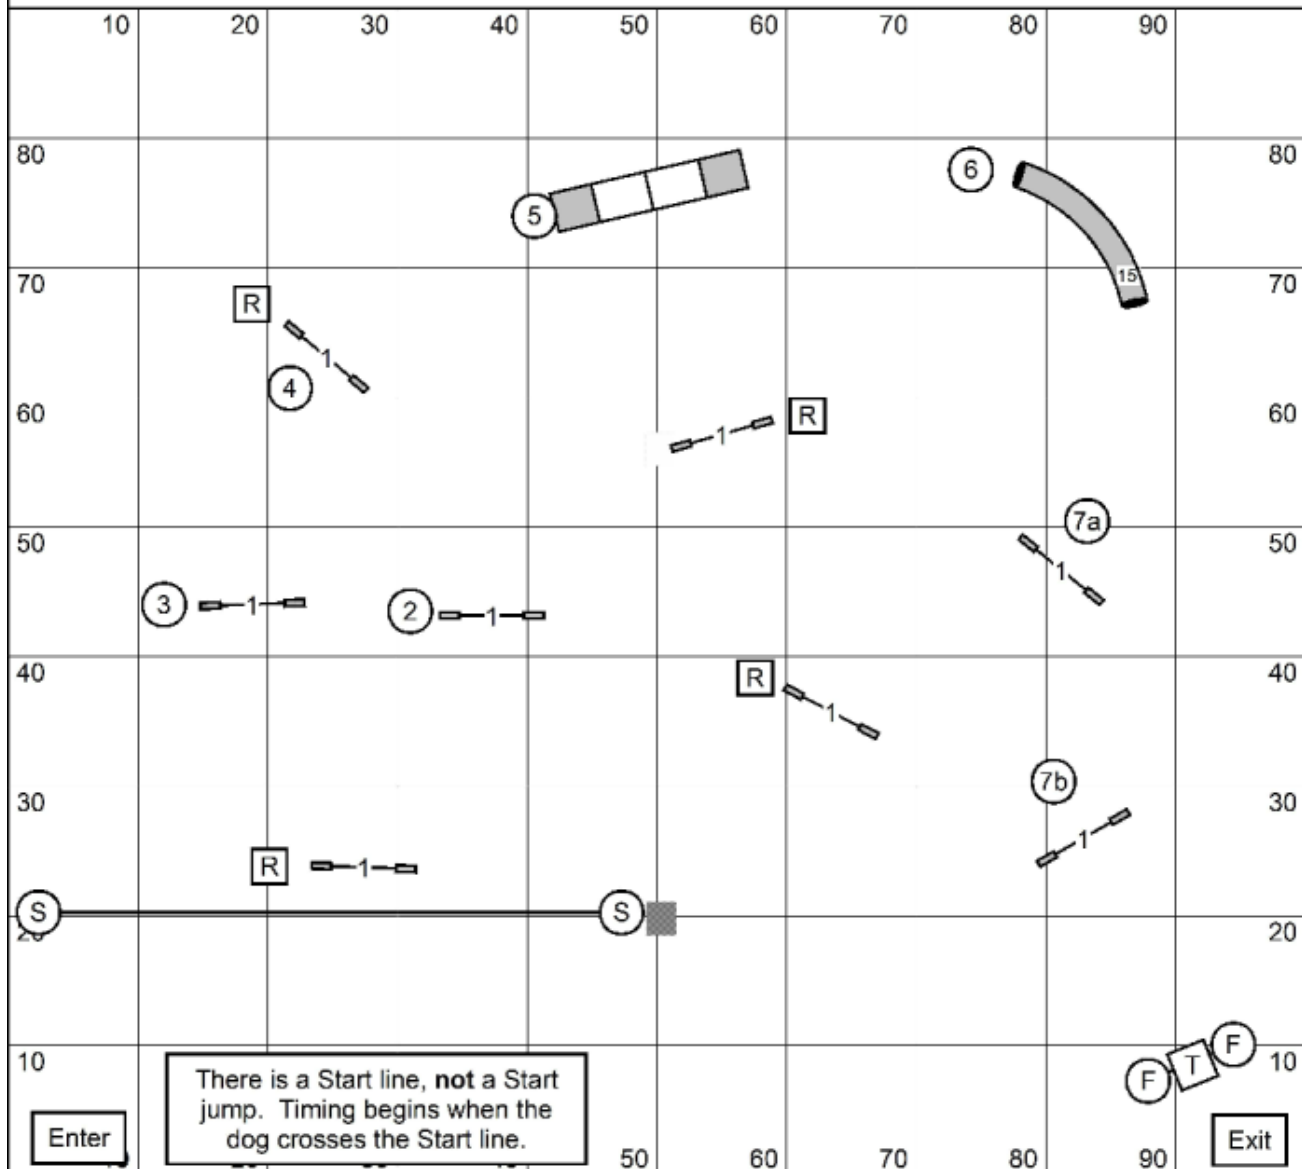 10 20 30 40 50 60 70 80 90
80 80
6
5
70 70
15
R
1
4
60 60
R
1
50 50
7a
1
3 1 2 1
40 40
R
1
30 30
7b
1
R 1
S S
20 20
10 10
F T F
There is a Start line, not a Start
jump. Timing begins when the
dog crosses the Start line.
Enter
Exit
50 60 70 80 90